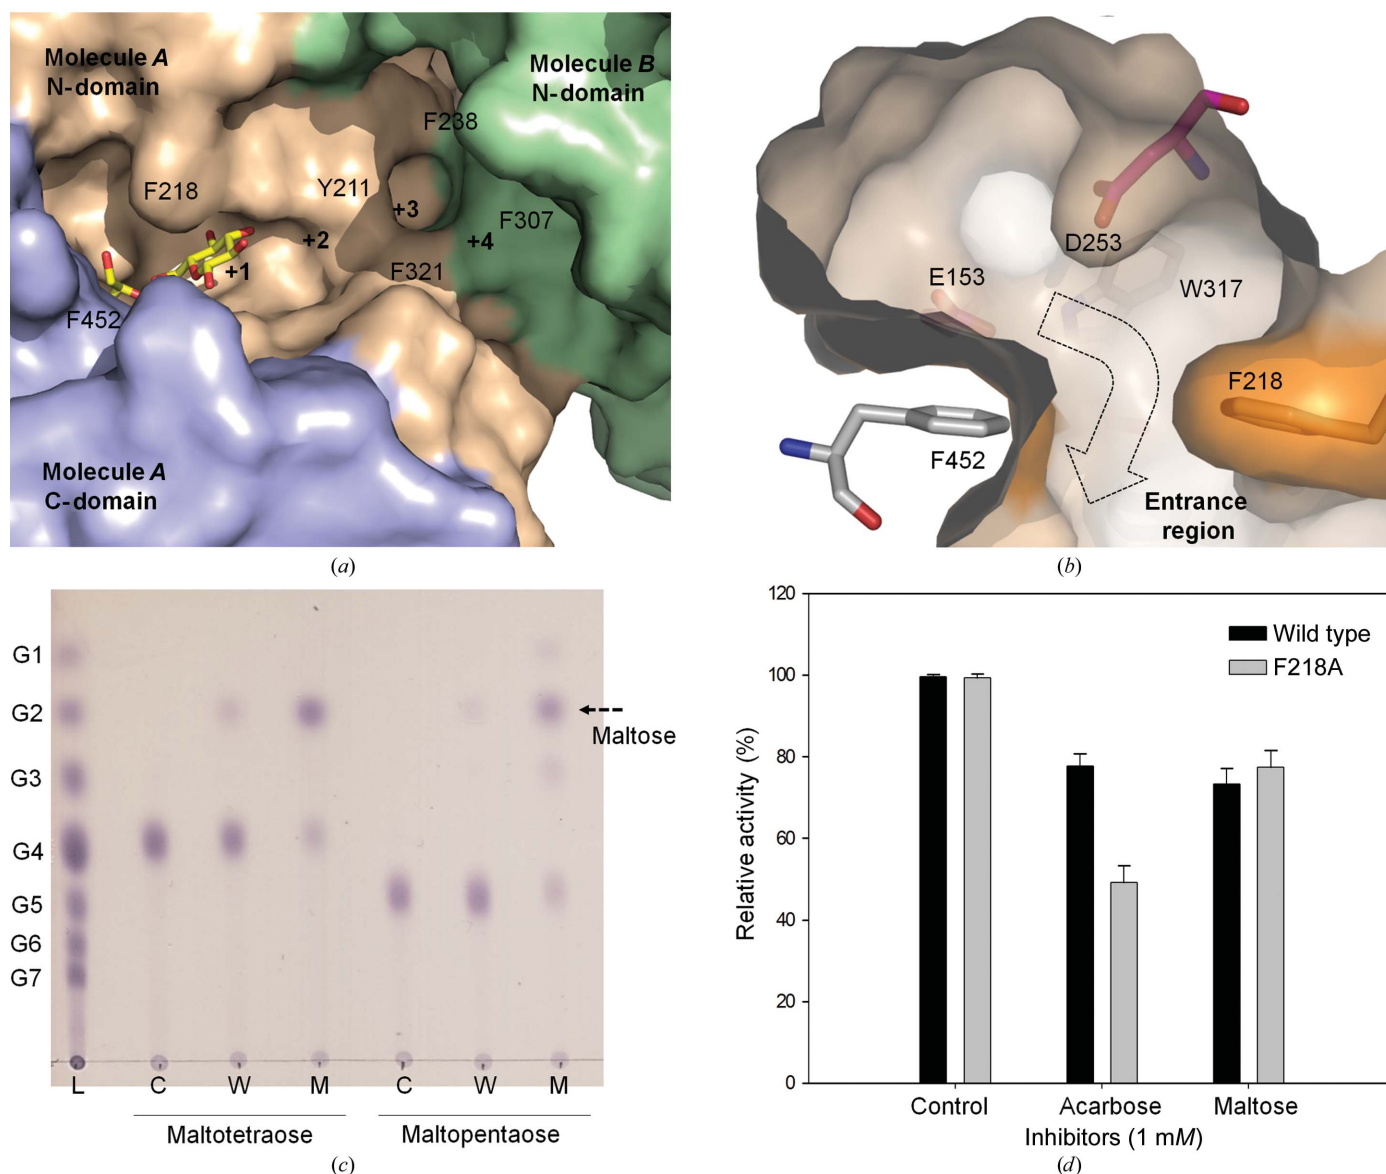 Molecule A
N-domain
Molecule B
N-domain
F238
F218
Y211
+3
F307
+2
+4
+1
F321
F452
Molecule A
C-domain
(a)
D253
E153
W317
F218
F452
Entrance
region
(b)
G1
G2
Maltose
G3
G4
G5
G6
G7
L C W M C W M
Maltotetraose Maltopentaose
(c)
120
100
80
60
40
20
0
Relative activity (%)
Wild type
F218A
Control Acarbose Maltose
Inhibitors (1 mM)
(d)